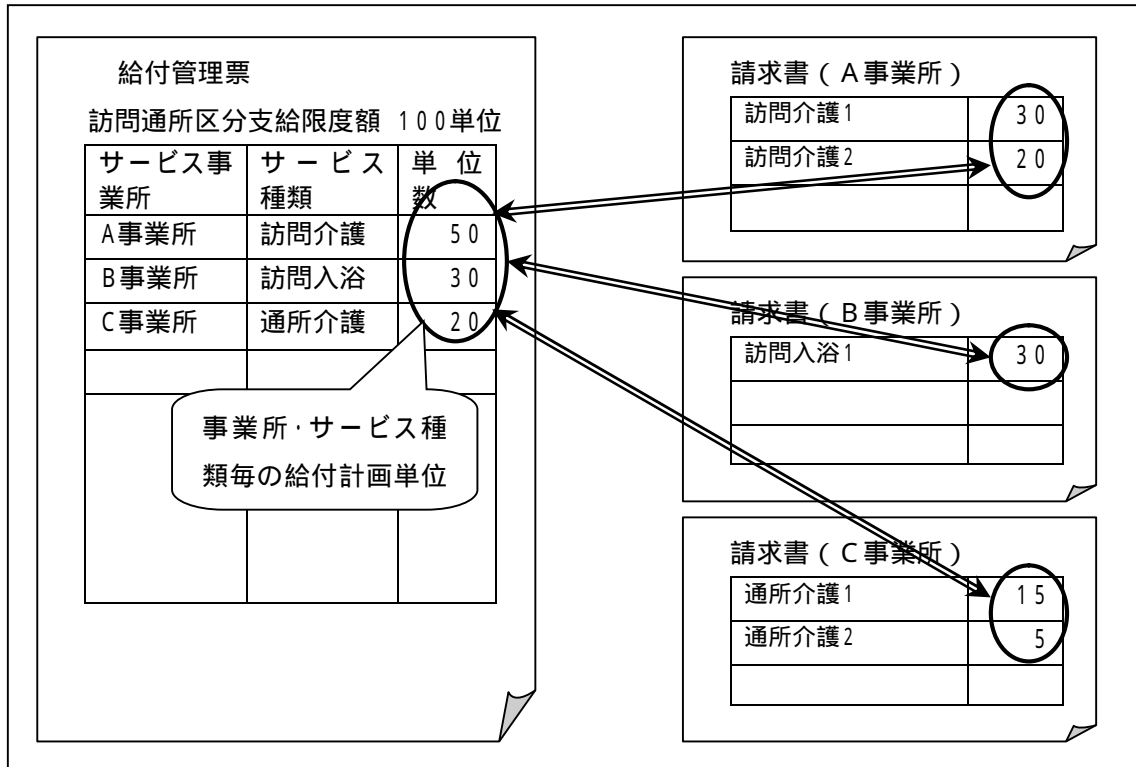 給付管理票
訪問通所区分支給限度額 100単位
サービス事業所 サービス種類 単位数
A事業所 訪問介護 50
B事業所 訪問入浴 30
C事業所 通所介護 20
事業所・サービス種
類毎の給付計画単位
請求書(A事業所)
訪問介護1 30
訪問介護2 20
請求書(B事業所)
訪問入浴1 30
請求書(C事業所)
通所介護1 15
通所介護2 5